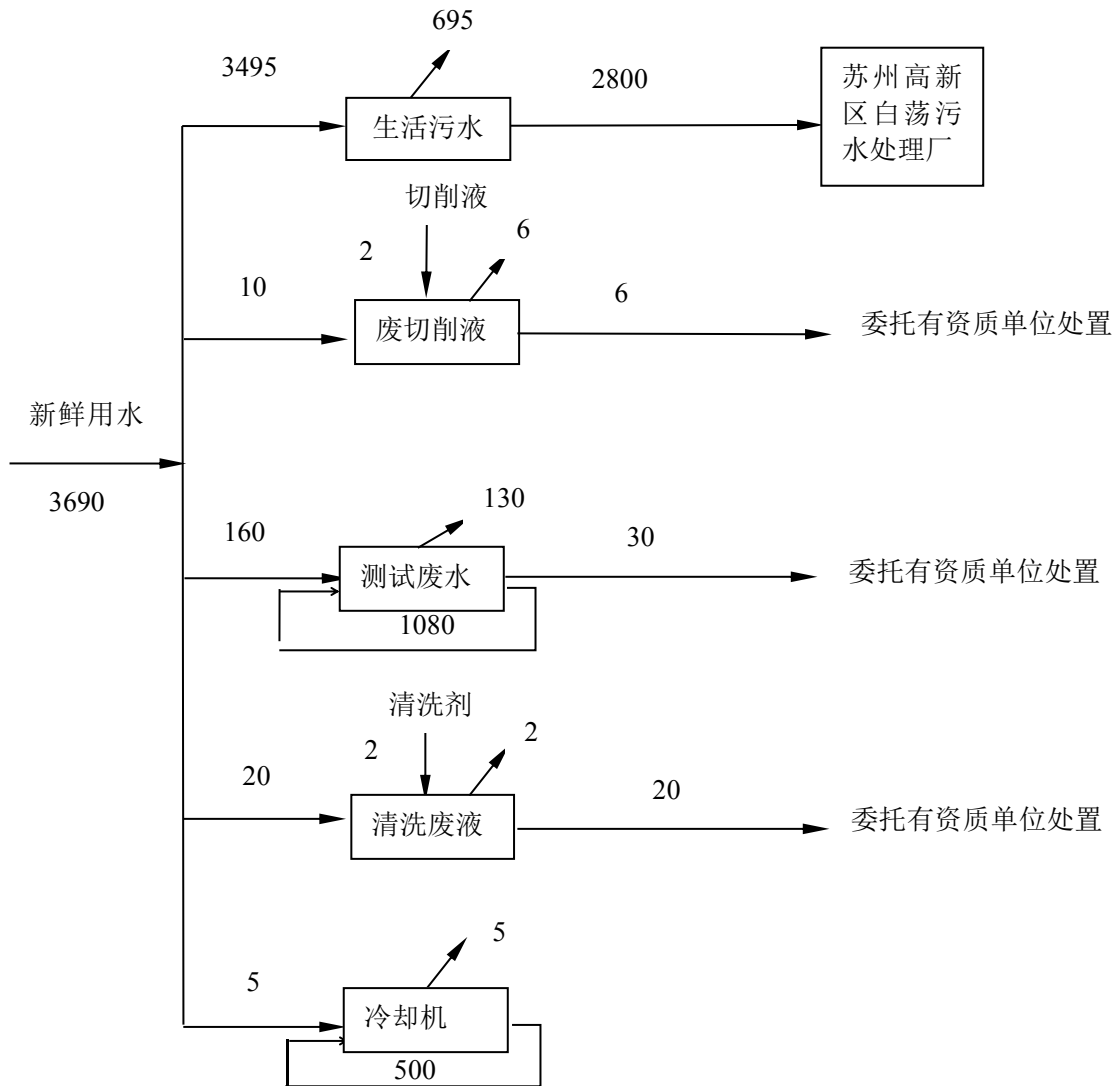 695
3495
2800
生活污水
苏州高新
区白荡污
水处理厂
切削液
2
6
10
6
废切削液
委托有资质单位处置
新鲜用水
3690
160
130
30
测试废水
委托有资质单位处置
1080
清洗剂
2
2
20
20
清洗废液
委托有资质单位处置
5
5
冷却机
500